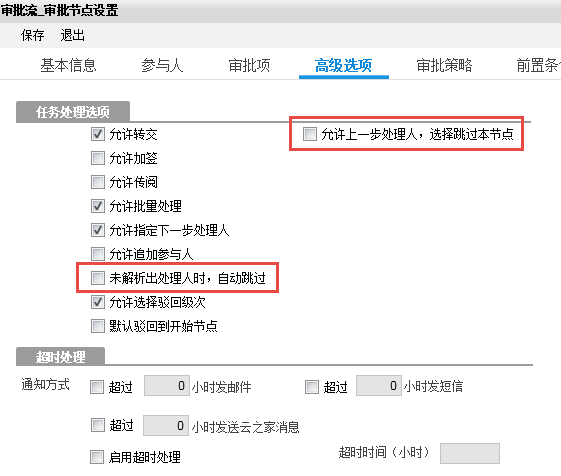 审批流_审批节点设置
保存 退出
基本信息 参与人 审批项 高级选项 审批策略 前置条
任务处理选项
允许转交 允许上一步处理人，选择跳过本节点
允许加签
允许传阅
允许批量处理
允许指定下一步处理人
允许追加参与人
未解析出处理人时，自动跳过
允许选择驳回级次
默认驳回到开始节点
超时处理
通知方式 超过 0 小时发邮件 超过 0 小时发短信
超过 0 小时发送云之家消息
启用超时处理 超时时间（小时）